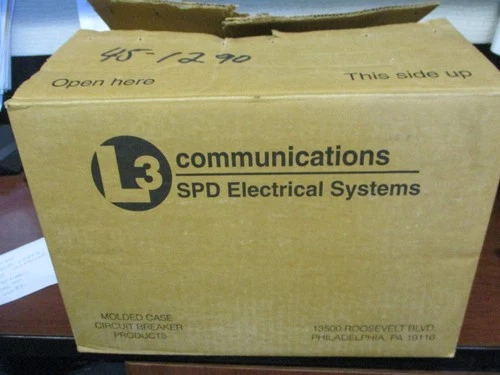 45-1290
Open here
This side up
L3
communications
SPD Electrical Systems
MOLDED CASE
CIRCUIT BREAKER
PRODUCTS
13500 ROOSEVELT BLVD.
PHILADELPHIA, PA 19116